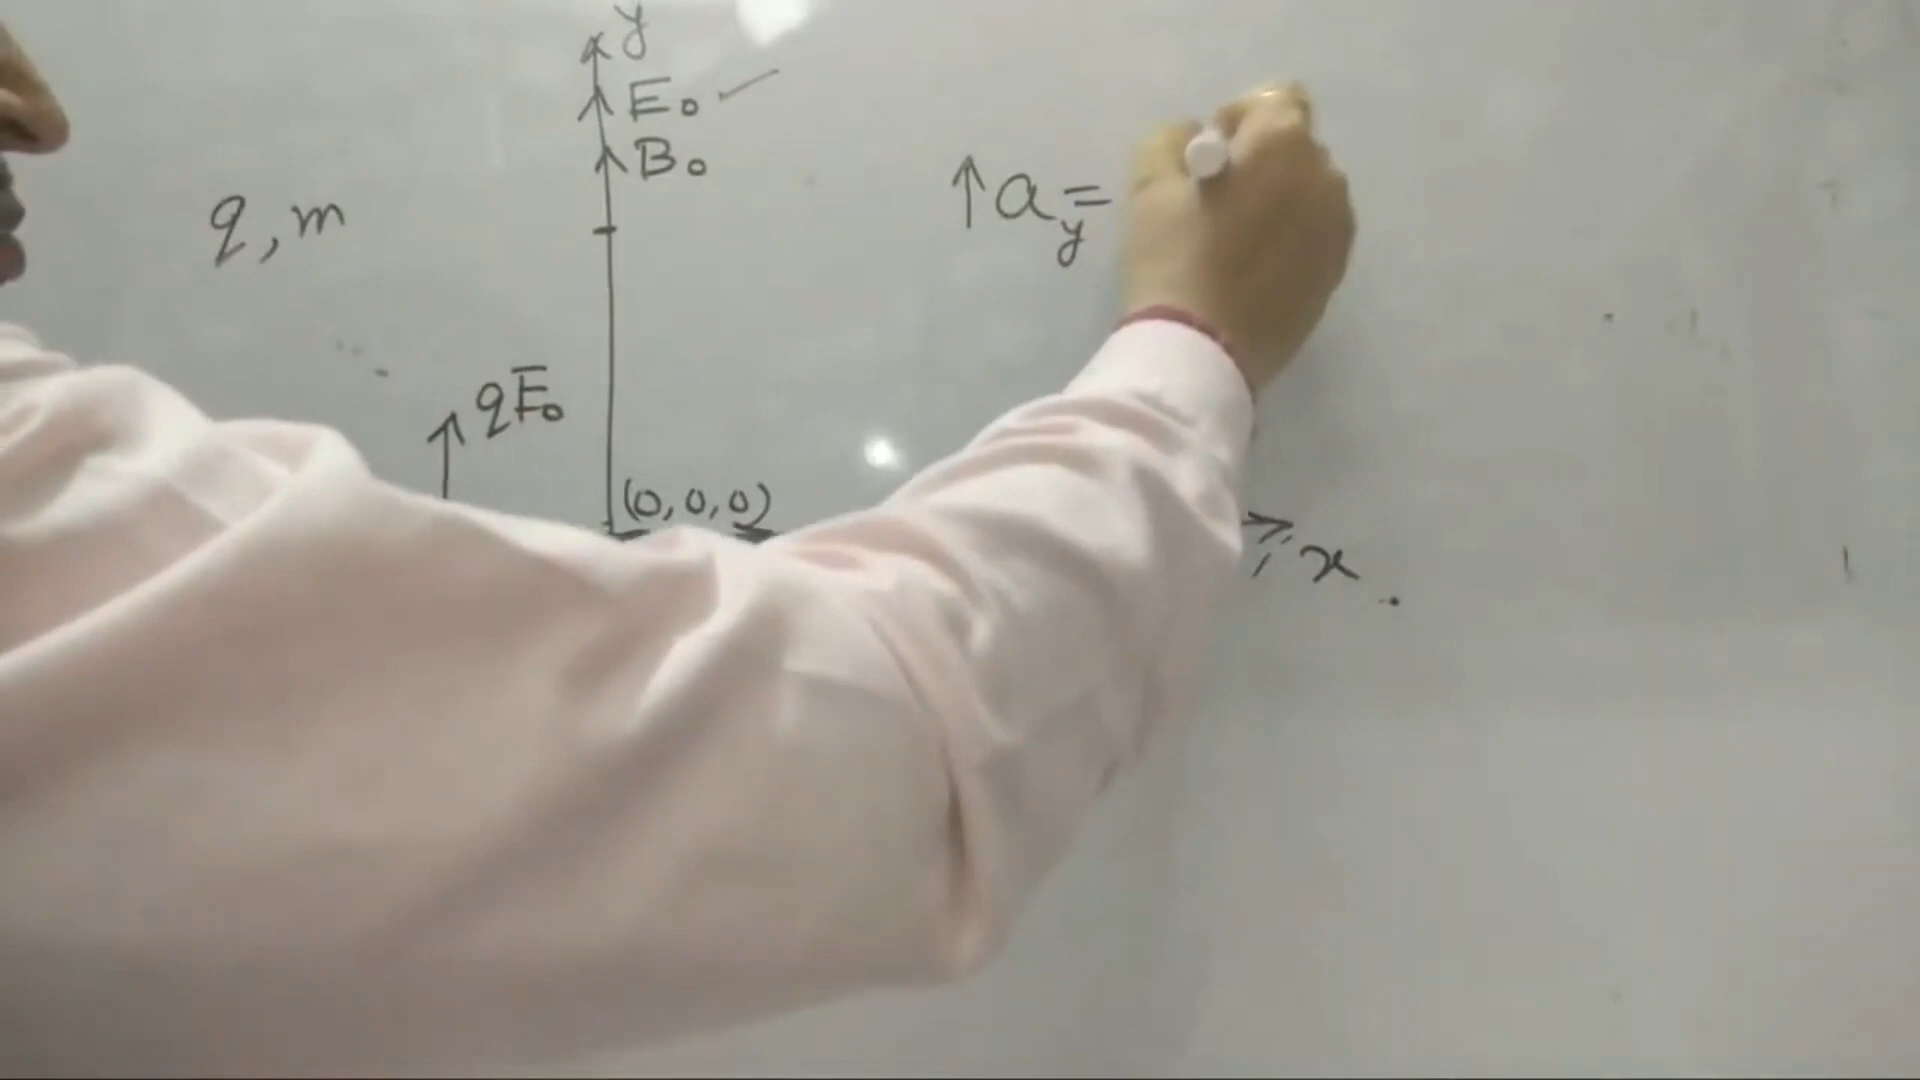 y
E₀ ✓
B₀
q, m
↑ a_y =
↑ qE₀
(0,0,0)
x